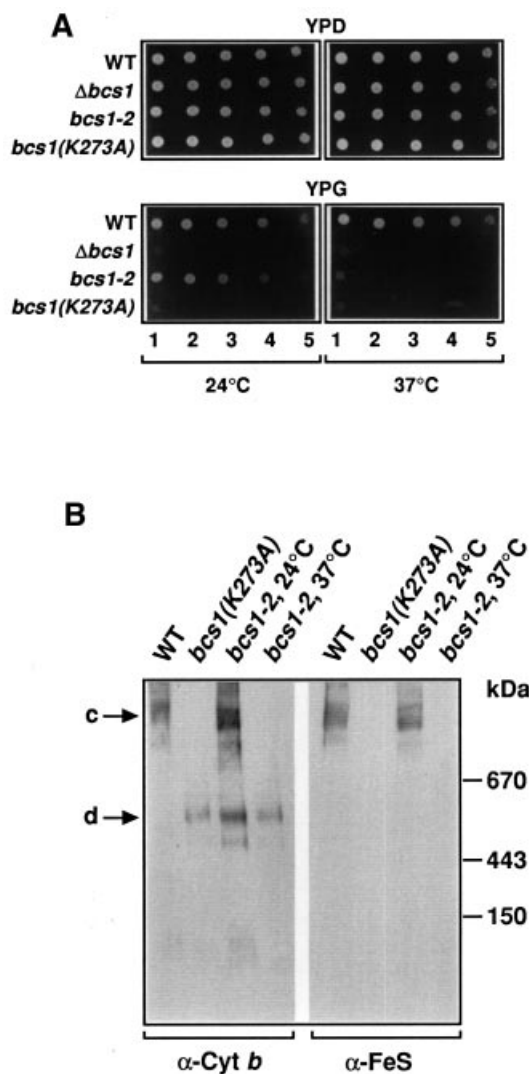 A
YPD
WT
Δbcs1
bcs1-2
bcs1(K273A)
YPG
WT
Δbcs1
bcs1-2
bcs1(K273A)
1 2 3 4 5 1 2 3 4 5
24°C 37°C
B
WT bcs1(K273A) bcs1-2, 24°C bcs1-2, 37°C WT bcs1(K273A) bcs1-2, 24°C bcs1-2, 37°C
kDa
c
670
d
443
150
α-Cyt b α-FeS